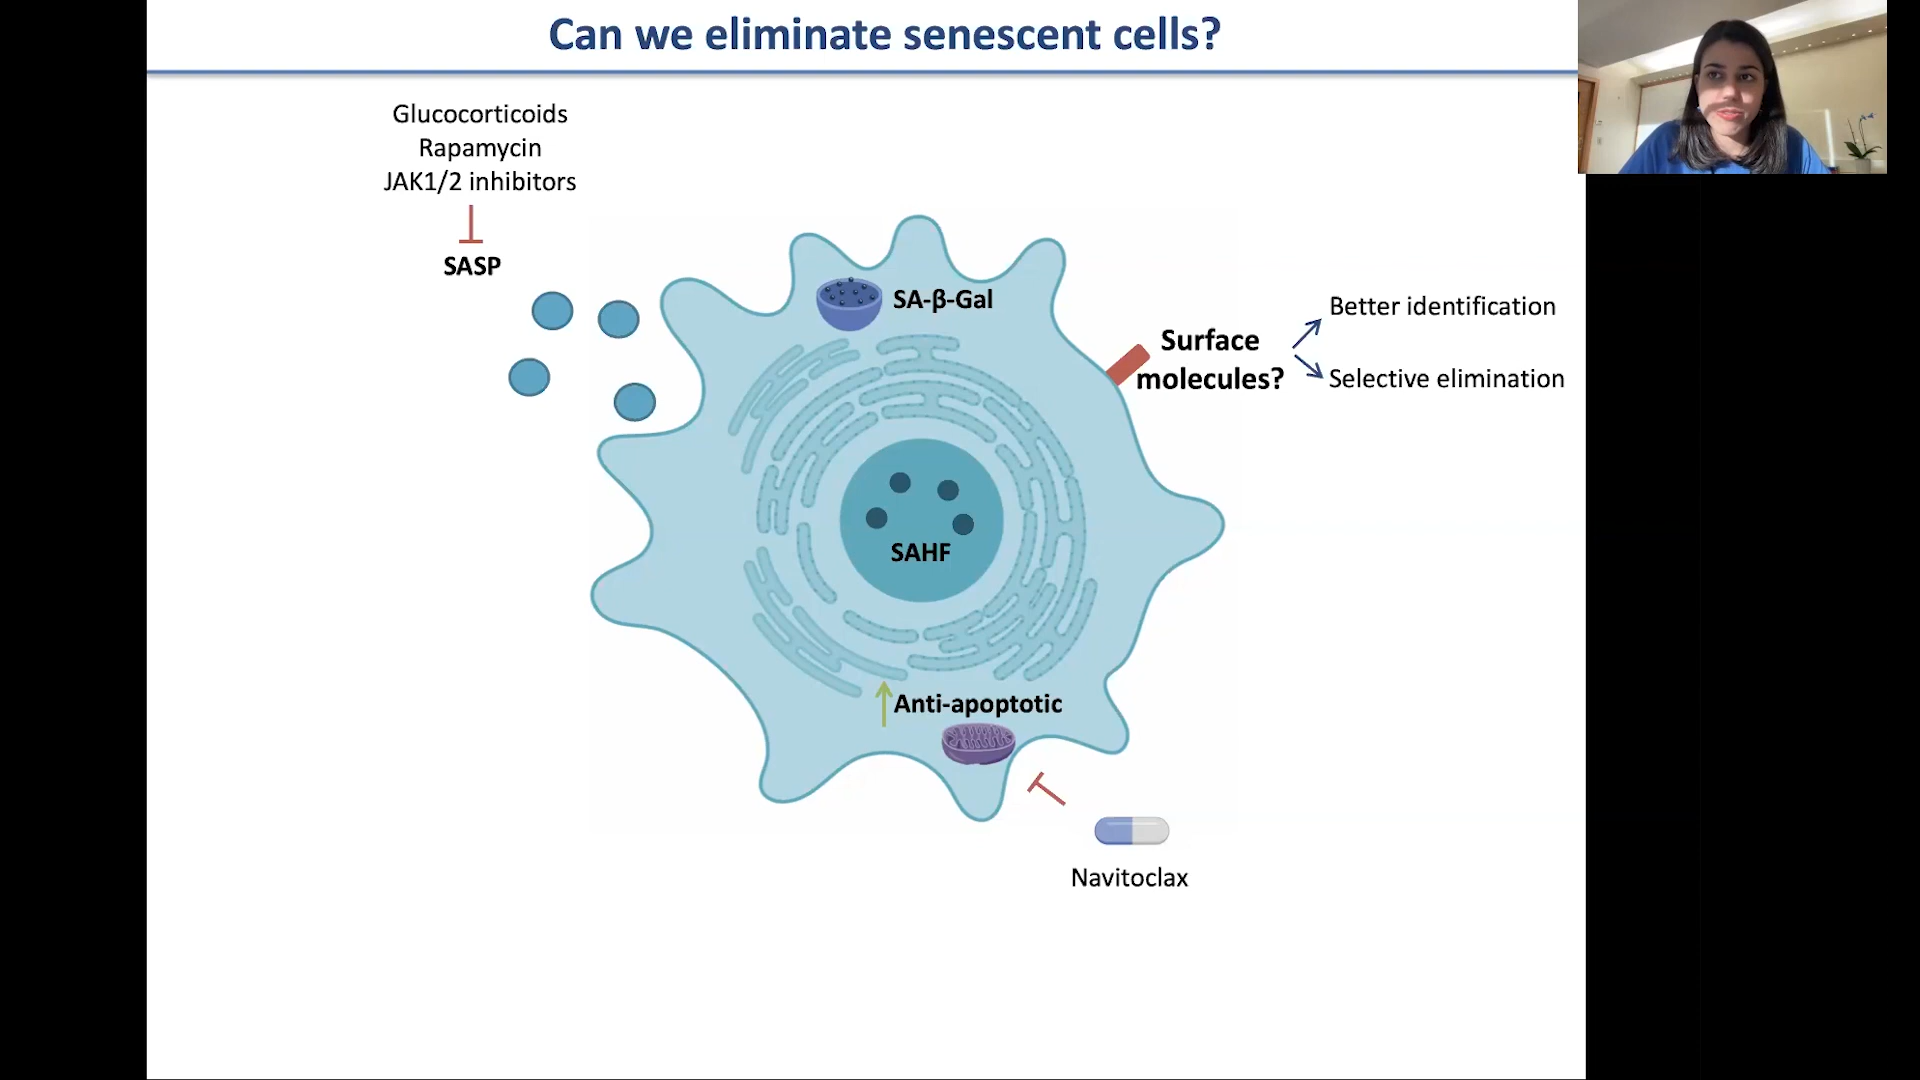 Can we eliminate senescent cells?
Glucocorticoids
Rapamycin
JAK1/2 inhibitors
SASP
SA-β-Gal
Surface
molecules?
Better identification
Selective elimination
SAHF
Anti-apoptotic
Navitoclax